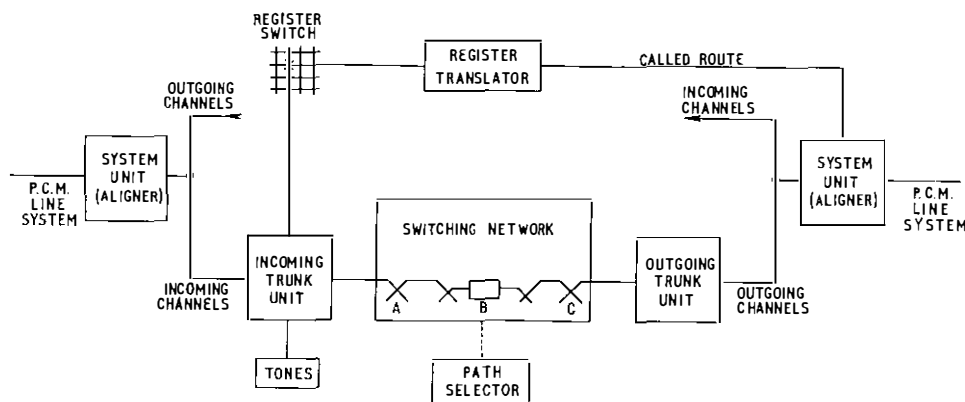 REGISTER
SWITCH
REGISTER
TRANSLATOR
CALLED ROUTE
OUTGOING
CHANNELS
INCOMING
CHANNELS
SYSTEM
UNIT
(ALIGNER)
P.C.M.
LINE
SYSTEM
SYSTEM
UNIT
(ALIGNER)
P.C.M.
LINE
SYSTEM
SWITCHING NETWORK
INCOMING
TRUNK
UNIT
INCOMING
CHANNELS
A
B
C
OUTGOING
TRUNK
UNIT
OUTGOING
CHANNELS
TONES
PATH
SELECTOR